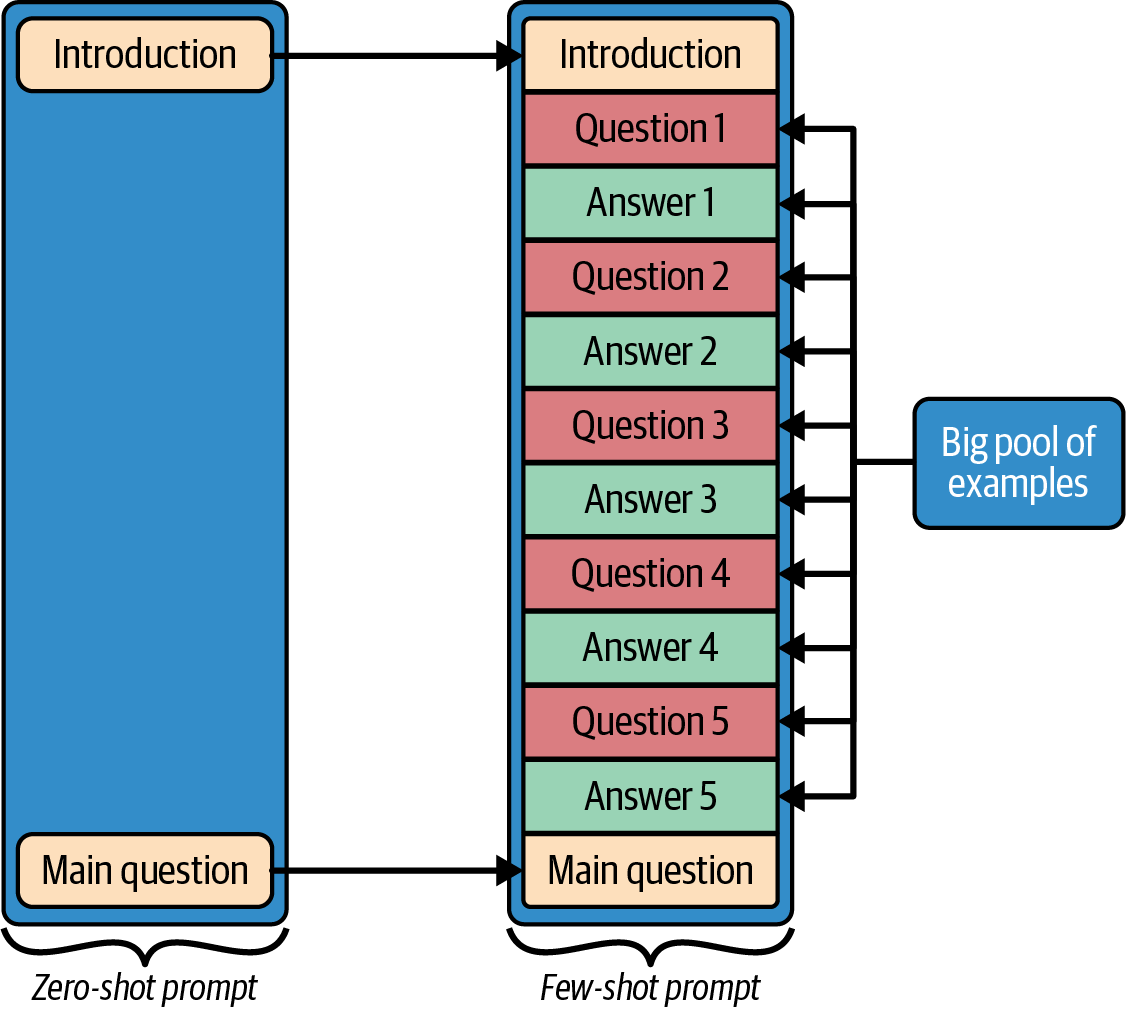 Introduction
Main question
Zero-shot prompt
Introduction
Question 1
Answer 1
Question 2
Answer 2
Question 3
Answer 3
Question 4
Answer 4
Question 5
Answer 5
Main question
Few-shot prompt
Big pool of
examples